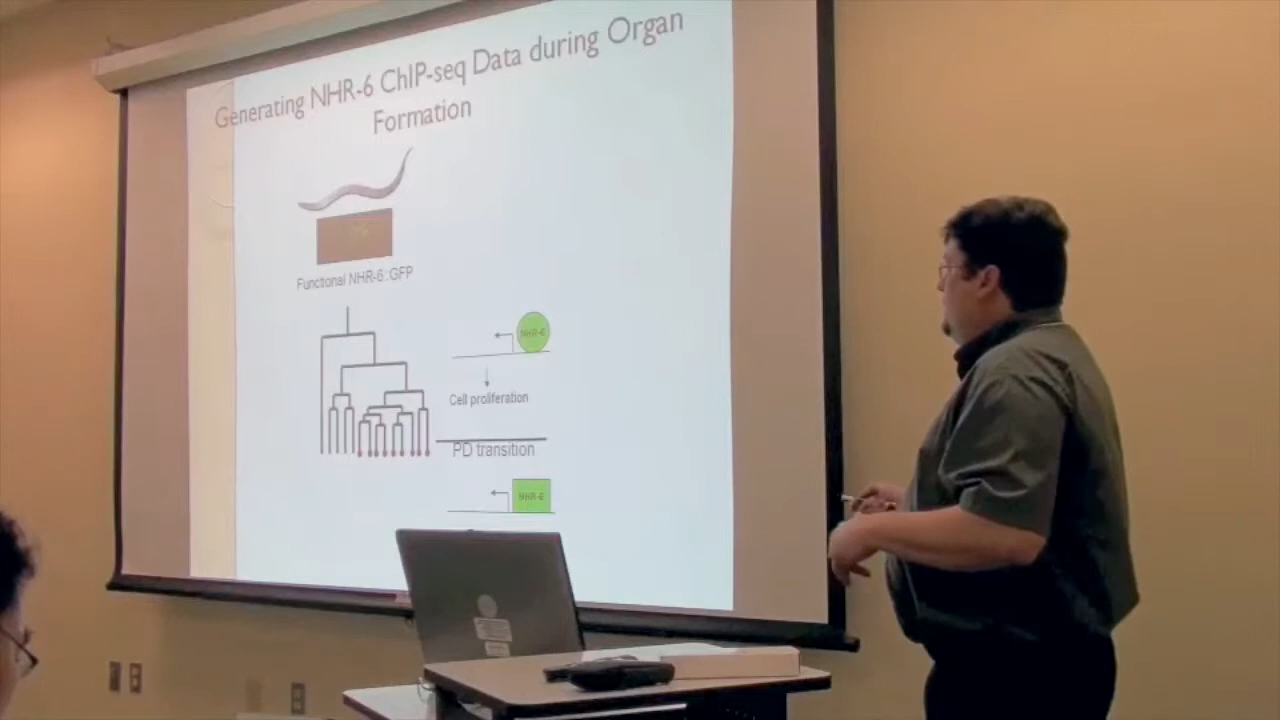 Generating NHR-6 ChIP-seq Data during Organ
Formation
Functional NHR-6::GFP
NHR-6
Cell proliferation
PD transition
NHR-6